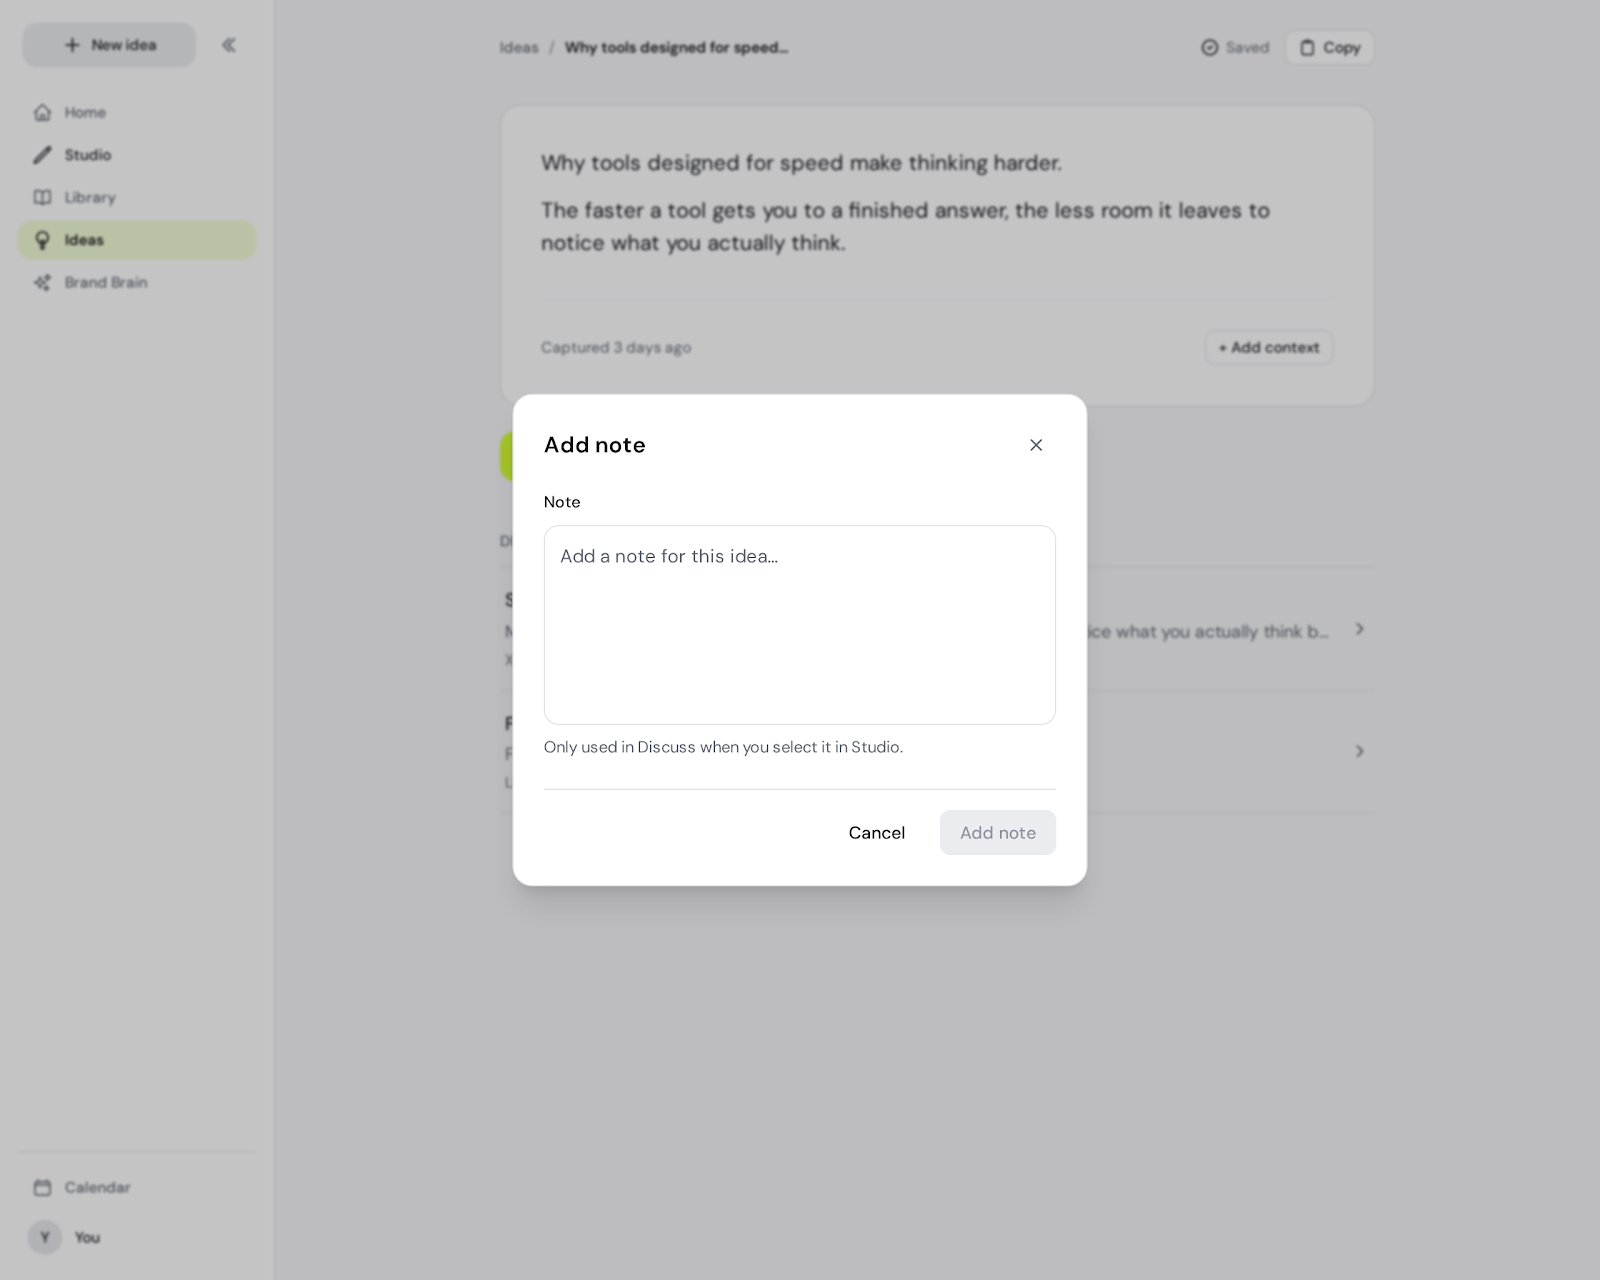 New idea
Home
Studio
Library
Ideas
Brand Brain
Calendar
Y
You
Ideas / Why tools designed for speed...
Saved
Copy
Why tools designed for speed make thinking harder.
The faster a tool gets you to a finished answer, the less room it leaves to
notice what you actually think.
Captured 3 days ago
+ Add context
Add note
Note
Add a note for this idea...
Only used in Discuss when you select it in Studio.
Cancel
Add note
what you actually think b...